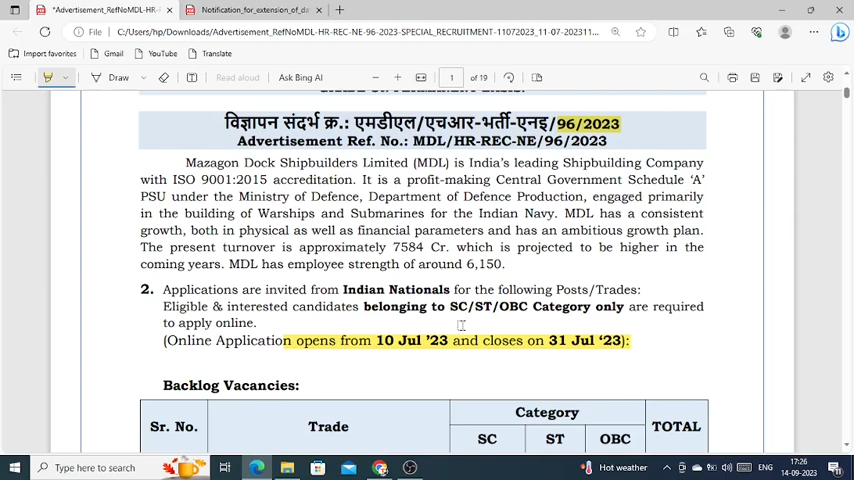 *Advertisement_RefNoMDL-HR-
Notification_for_extension_of_da
File
C:/Users/hp/Downloads/Advertisement_RefNoMDL-HR-REC-NE-96-2023-SPECIAL_RECRUITMENT-11072023_11-07-202311...
Import favorites
Gmail
YouTube
Translate
Draw
Read aloud
Ask Bing AI
1 of 19
विज्ञापन संदर्भ क्र.: एमडीएल/एचआर-भर्ती-एनइ/96/2023
Advertisement Ref. No.: MDL/HR-REC-NE/96/2023
Mazagon Dock Shipbuilders Limited (MDL) is India's leading Shipbuilding Company
with ISO 9001:2015 accreditation. It is a profit-making Central Government Schedule 'A'
PSU under the Ministry of Defence, Department of Defence Production, engaged primarily
in the building of Warships and Submarines for the Indian Navy. MDL has a consistent
growth, both in physical as well as financial parameters and has an ambitious growth plan.
The present turnover is approximately 7584 Cr. which is projected to be higher in the
coming years. MDL has employee strength of around 6,150.
2. Applications are invited from Indian Nationals for the following Posts/Trades:
Eligible & interested candidates belonging to SC/ST/OBC Category only are required
to apply online.
(Online Application opens from 10 Jul '23 and closes on 31 Jul '23):
Backlog Vacancies:
Sr. No.
Trade
Category
TOTAL
SC
ST
OBC
Type here to search
Hot weather
ENG
17:26
14-09-2023